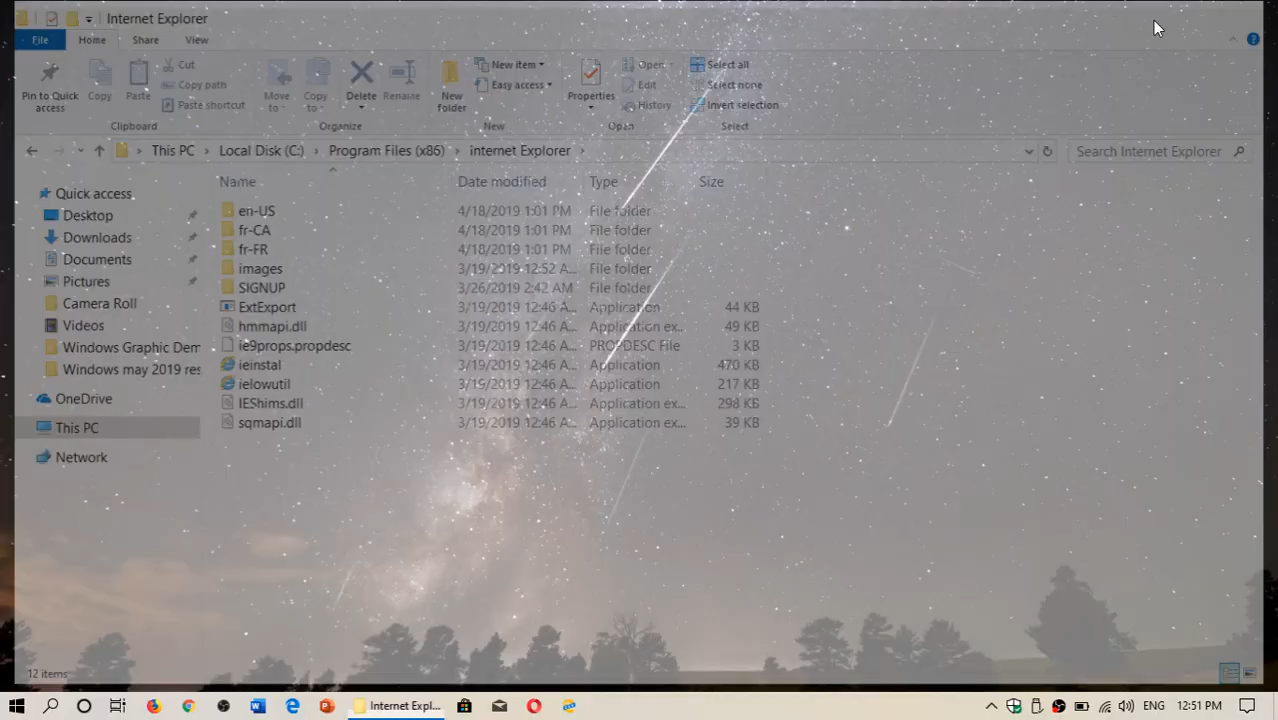 Internet Explorer
File Home Share View
Pin to Quick access
Copy
Paste
Cut
Copy path
Paste shortcut
Clipboard
Move to
Copy to
Delete
Rename
Organize
New folder
New item
Easy access
New
Properties
Open
Edit
History
Open
Select all
Select none
Invert selection
Select
This PC Local Disk (C:) Program Files (x86) internet Explorer
Search Internet Explorer
Name Date modified Type Size
en-US 4/18/2019 1:01 PM File folder
fr-CA 4/18/2019 1:01 PM File folder
fr-FR 4/18/2019 1:01 PM File folder
images 3/19/2019 12:52 A... File folder
SIGNUP 3/26/2019 2:42 AM File folder
ExtExport 3/19/2019 12:46 A... Application 44 KB
hmmapi.dll 3/19/2019 12:46 A... Application ex... 49 KB
ie9props.propdesc 3/19/2019 12:46 A... PROPDESC File 3 KB
ieinstal 3/19/2019 12:46 A... Application 470 KB
ielowutil 3/19/2019 12:46 A... Application 217 KB
IEShims.dll 3/19/2019 12:46 A... Application ex... 298 KB
sqmapi.dll 3/19/2019 12:46 A... Application ex... 39 KB
Quick access
Desktop
Downloads
Documents
Pictures
Camera Roll
Videos
Windows Graphic Dem
Windows may 2019 res
OneDrive
This PC
Network
12 items
Internet Expl...
ENG 12:51 PM